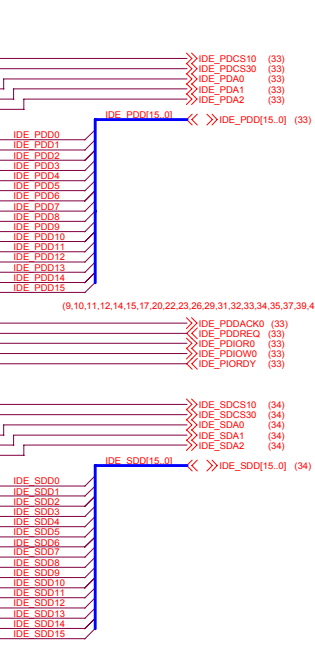 IDE_PDCS10 (33)
IDE_PDCS30 (33)
IDE_PDA0 (33)
IDE_PDA1 (33)
IDE_PDA2 (33)
IDE_PDD[15..0] IDE_PDD[15..0] (33)
IDE_PDD0
IDE_PDD1
IDE_PDD2
IDE_PDD3
IDE_PDD4
IDE_PDD5
IDE_PDD6
IDE_PDD7
IDE_PDD8
IDE_PDD9
IDE_PDD10
IDE_PDD11
IDE_PDD12
IDE_PDD13
IDE_PDD14
IDE_PDD15
(9,10,11,12,14,15,17,20,22,23,26,29,31,32,33,34,35,37,39,4
IDE_PDDACK0 (33)
IDE_PDDREQ (33)
IDE_PDIOR0 (33)
IDE_PDIOW0 (33)
IDE_PIORDY (33)
IDE_SDCS10 (34)
IDE_SDCS30 (34)
IDE_SDA0 (34)
IDE_SDA1 (34)
IDE_SDA2 (34)
IDE_SDD[15..0] IDE_SDD[15..0] (34)
IDE_SDD0
IDE_SDD1
IDE_SDD2
IDE_SDD3
IDE_SDD4
IDE_SDD5
IDE_SDD6
IDE_SDD7
IDE_SDD8
IDE_SDD9
IDE_SDD10
IDE_SDD11
IDE_SDD12
IDE_SDD13
IDE_SDD14
IDE_SDD15